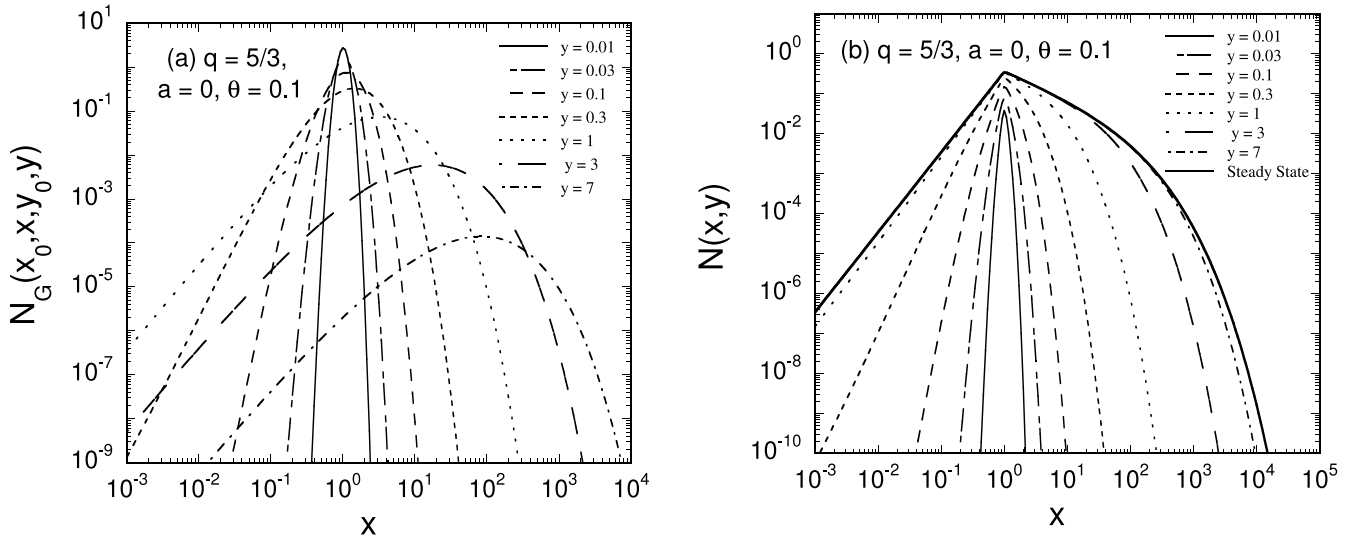 (a) q = 5/3,
a = 0, θ = 0.1
y = 0.01
y = 0.03
y = 0.1
y = 0.3
y = 1
y = 3
y = 7
N_G(x_0,x,y_0,y)
10^1
10^-1
10^-3
10^-5
10^-7
10^-9
10^-3 10^-2 10^-1 10^0 10^1 10^2 10^3 10^4
x
(b) q = 5/3, a = 0, θ = 0.1
y = 0.01
y = 0.03
y = 0.1
y = 0.3
y = 1
y = 3
y = 7
Steady State
N(x,y)
10^0
10^-2
10^-4
10^-6
10^-8
10^-10
10^-3 10^-2 10^-1 10^0 10^1 10^2 10^3 10^4 10^5
x